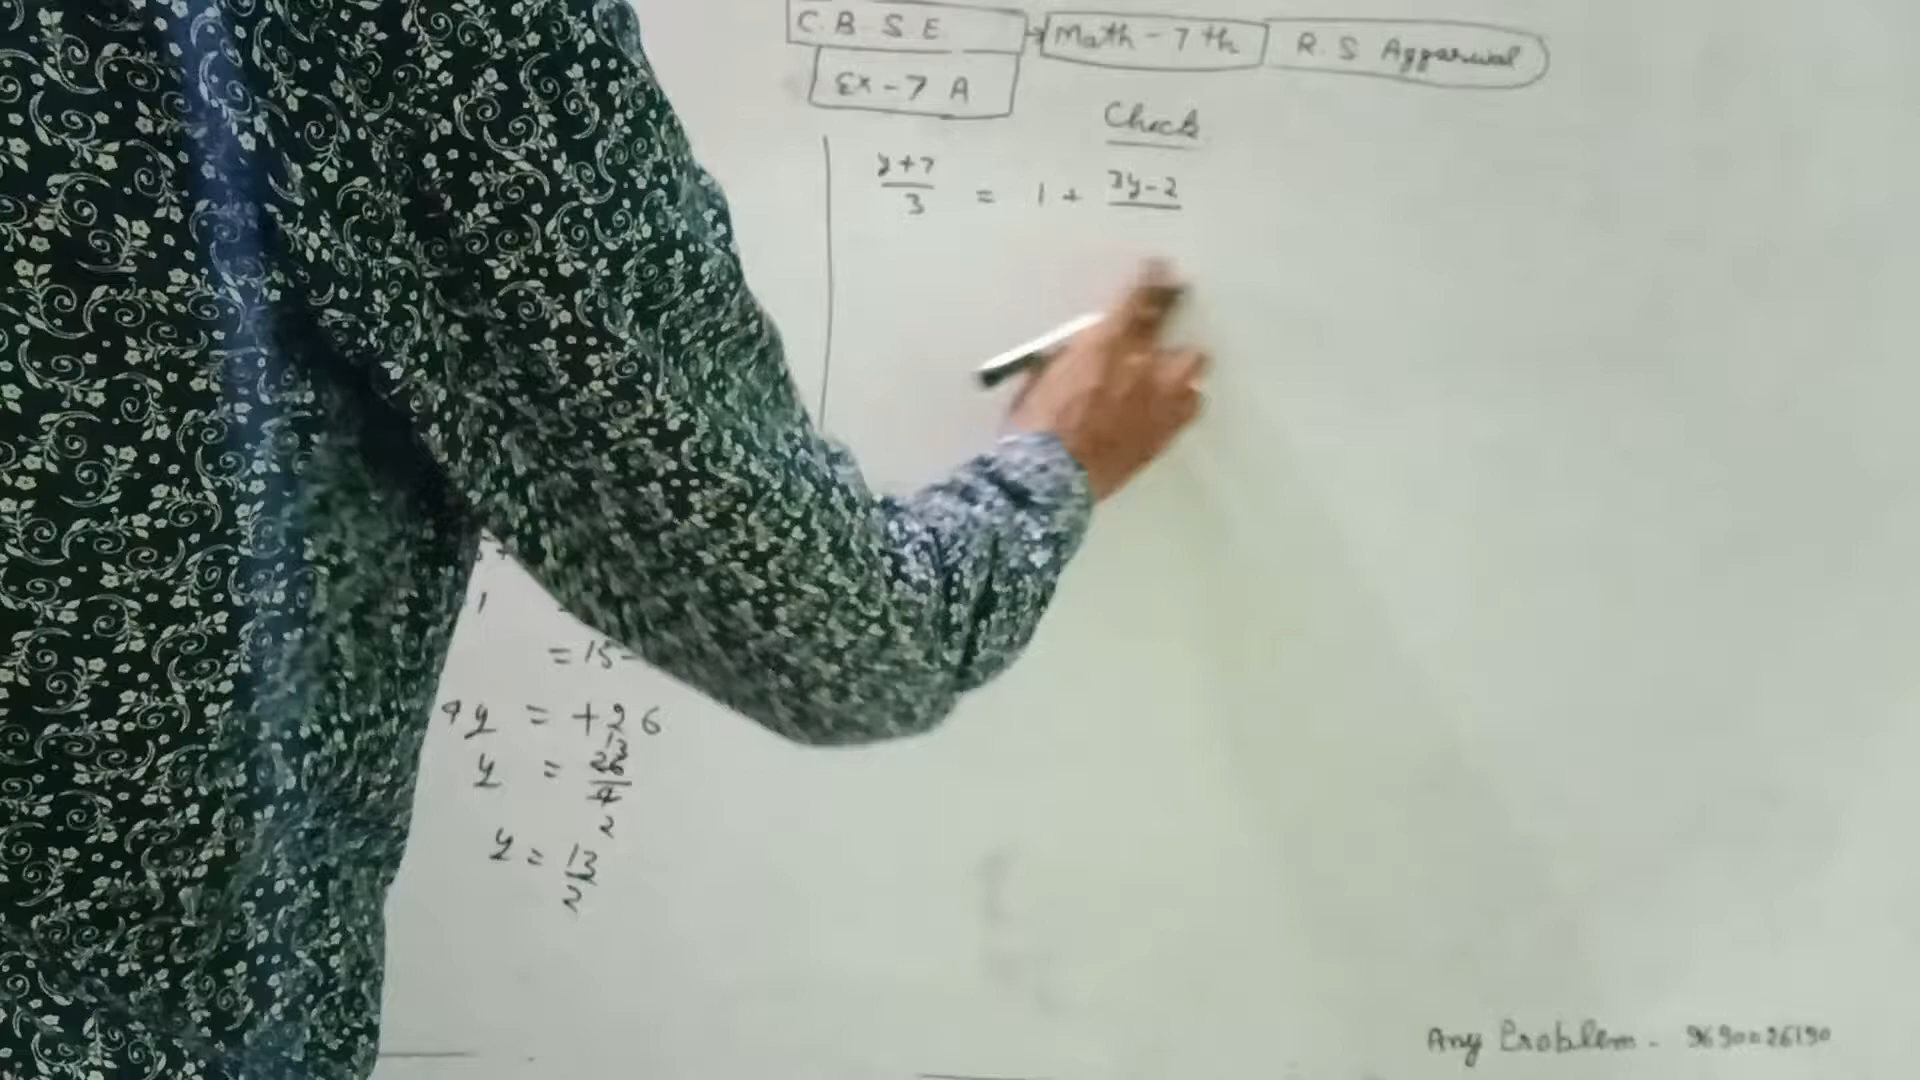 C.B.S.E.
Math - 7th
R.S Aggarwal
Ex - 7 A
Check
y+7/3 = 1 + 3y-2
= 15-
4y = +26
y = 26/4 13 2
y = 13/2
Any Problem - 9690026190